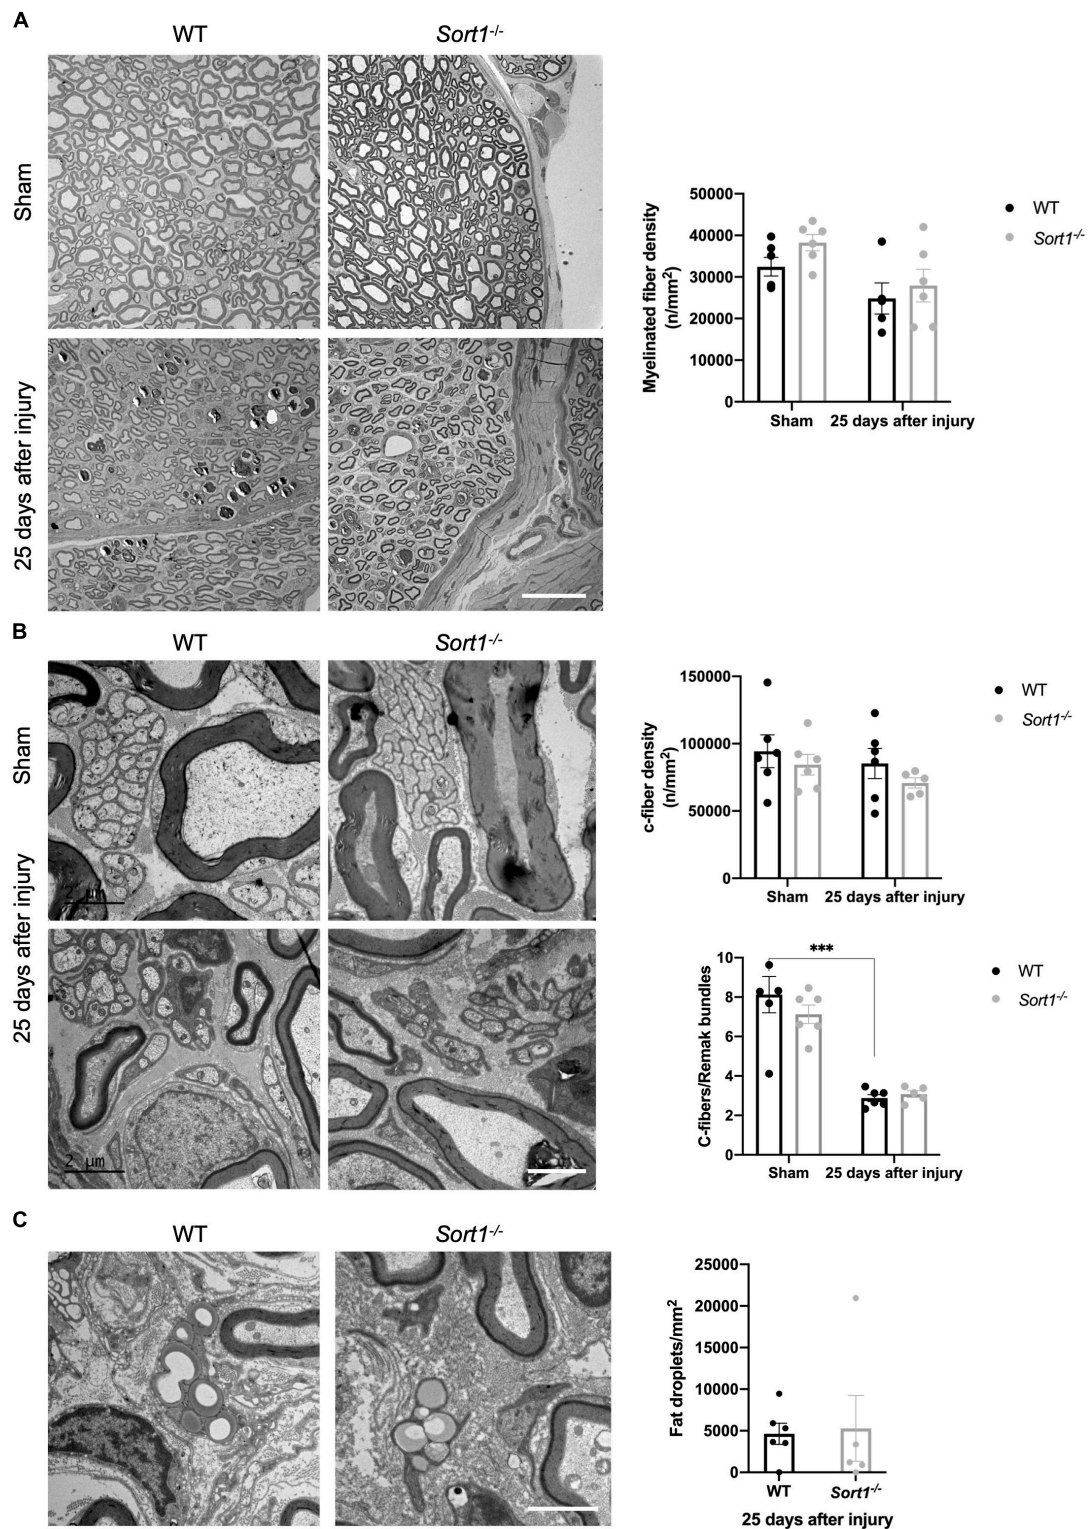 A
WT
Sort1-/-
Sham
25 days after injury
Myelinated fiber density
(n/mm2)
50000
40000
30000
20000
10000
0
Sham
25 days after injury
WT
Sort1-/-
B
WT
Sort1-/-
Sham
25 days after injury
2 µm
2 µm
c-fiber density
(n/mm2)
150000
100000
50000
0
Sham
25 days after injury
WT
Sort1-/-
C-fibers/Remak bundles
10
8
6
4
2
0
***
Sham
25 days after injury
WT
Sort1-/-
C
WT
Sort1-/-
Fat droplets/mm2
25000
20000
15000
10000
5000
0
WT
Sort1-/-
25 days after injury